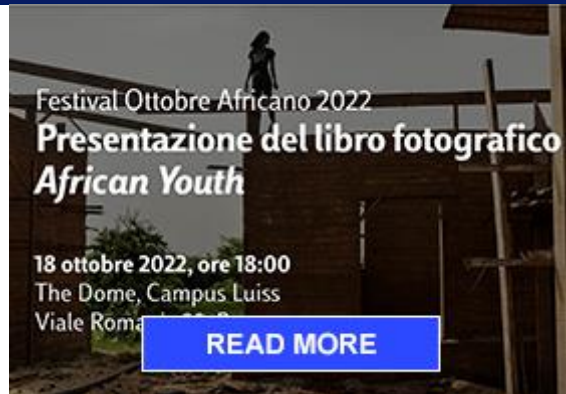 Festival Ottobre Africano 2022
Presentazione del libro fotografico
African Youth
18 ottobre 2022, ore 18:00
The Dome, Campus Luiss
Viale
READ MORE